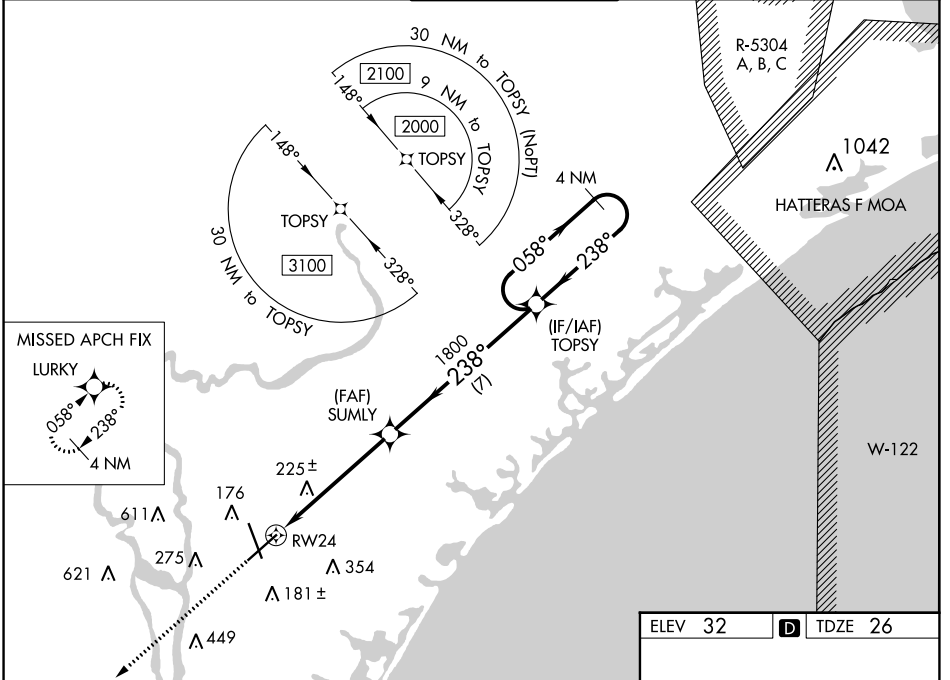 30 NM to TOPSY (NoPT)
2100
148°
9 NM to TOPSY
2000
TOPSY
328°
R-5304
A, B, C
1042
HATTERAS F MOA
148°
TOPSY
328°
30 NM to TOPSY
3100
4 NM
058°
238°
(IF/IAF)
TOPSY
1800
238°
(7)
(FAF)
SUMLY
MISSED APCH FIX
LURKY
058°
238°
4 NM
W-122
225±
176
611
RW24
275
354
621
181±
449
ELEV 32
D
TDZE 26